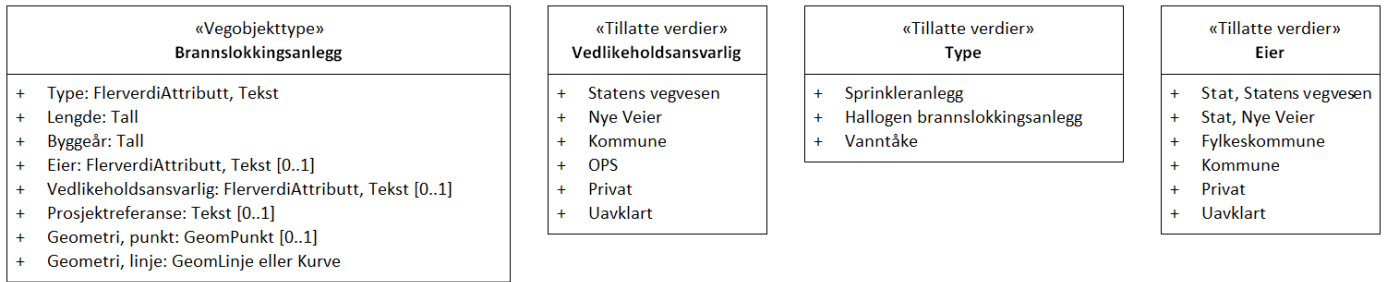 «Vegobjekttype»
Brannslokkingsanlegg
+ Type: FlerverdiAttributt, Tekst
+ Lengde: Tall
+ Byggeår: Tall
+ Eier: FlerverdiAttributt, Tekst [0..1]
+ Vedlikeholdsansvarlig: FlerverdiAttributt, Tekst [0..1]
+ Prosjektreferanse: Tekst [0..1]
+ Geometri, punkt: GeomPunkt [0..1]
+ Geometri, linje: GeomLinje eller Kurve
«Tillatte verdier»
Vedlikeholdsansvarlig
+ Statens vegvesen
+ Nye Veier
+ Kommune
+ OPS
+ Privat
+ Uavklart
«Tillatte verdier»
Type
+ Sprinkleranlegg
+ Hallogen brannslokkingsanlegg
+ Vanntåke
«Tillatte verdier»
Eier
+ Stat, Statens vegvesen
+ Stat, Nye Veier
+ Fylkeskommune
+ Kommune
+ Privat
+ Uavklart